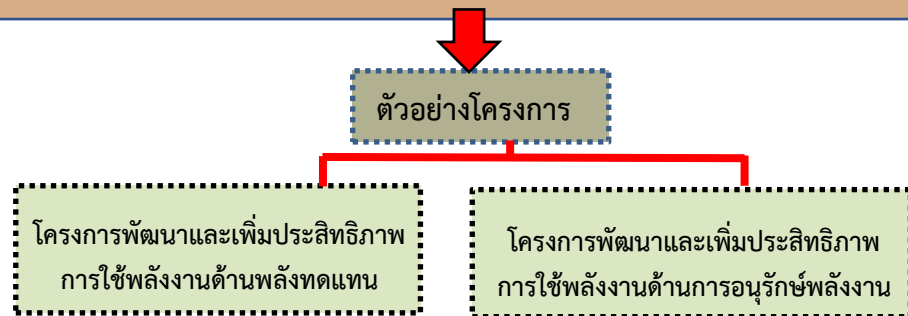 ตัวอย่างโครงการ
โครงการพัฒนาและเพิ่มประสิทธิภาพ
การใช้พลังงานด้านพลังทดแทน
โครงการพัฒนาและเพิ่มประสิทธิภาพ
การใช้พลังงานด้านการอนุรักษ์พลังงาน